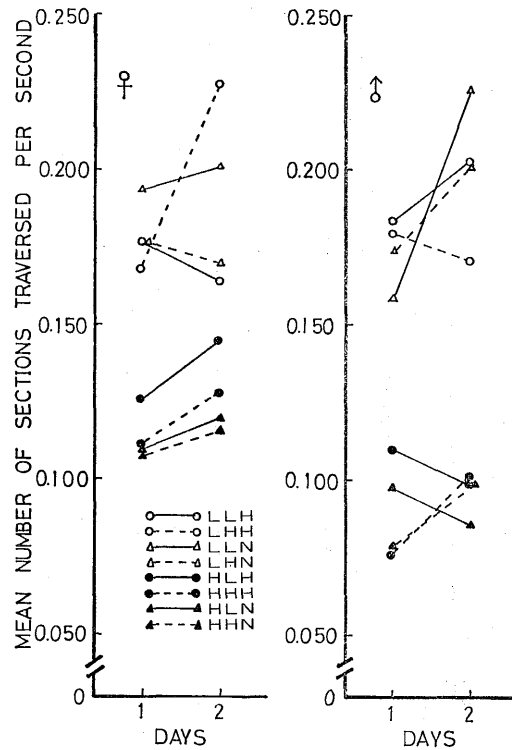 MEAN NUMBER OF SECTIONS TRAVERSED PER SECOND
0.250
0.200
0.150
0.100
0.050
0
♀
LLH
LHH
LLN
LHN
HLH
HHH
HLN
HHN
1 2
DAYS
0.250
0.200
0.150
0.100
0.050
0
♂
1 2
DAYS